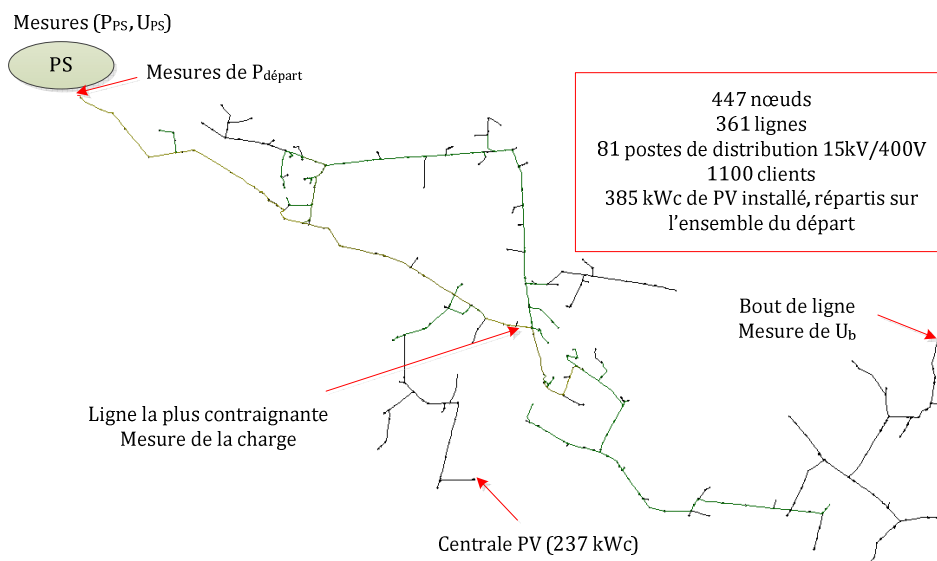 Mesures (PPS, UPS)
PS
Mesures de Pdépart
447 nœuds
361 lignes
81 postes de distribution 15kV/400V
1100 clients
385 kWc de PV installé, répartis sur
l'ensemble du départ
Bout de ligne
Mesure de Ub
Ligne la plus contraignante
Mesure de la charge
Centrale PV (237 kWc)